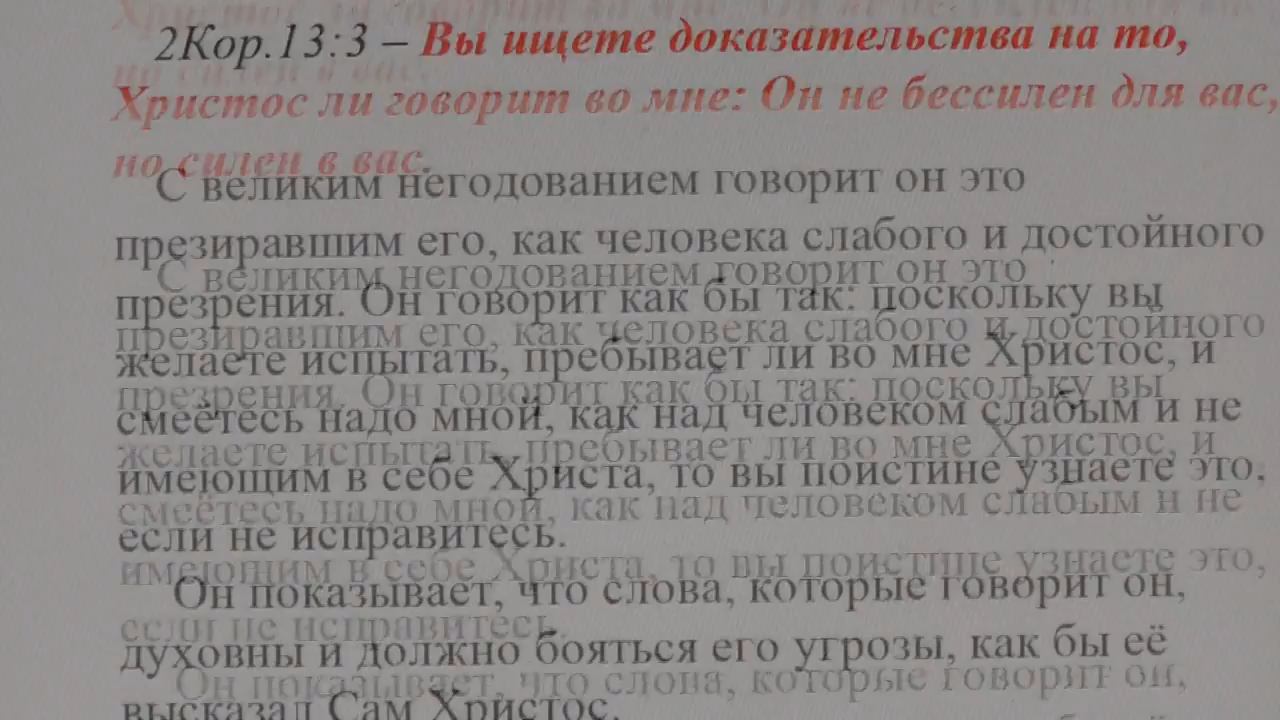 2Кор.13:3 – Вы ищете доказательства на то,
Христос ли говорит во мне: Он не бессилен для вас,
но силен в вас.
С великим негодованием говорит он это
презиравшим его, как человека слабого и достойного
презрения. Он говорит как бы так: поскольку вы
желаете испытать, пребывает ли во мне Христос, и
смеётесь надо мной, как над человеком слабым и не
имеющим в себе Христа, то вы поистине узнаете это,
если не исправитесь.
Он показывает, что слова, которые говорит он,
духовны и должно бояться его угрозы, как бы её
высказал Сам Христос.